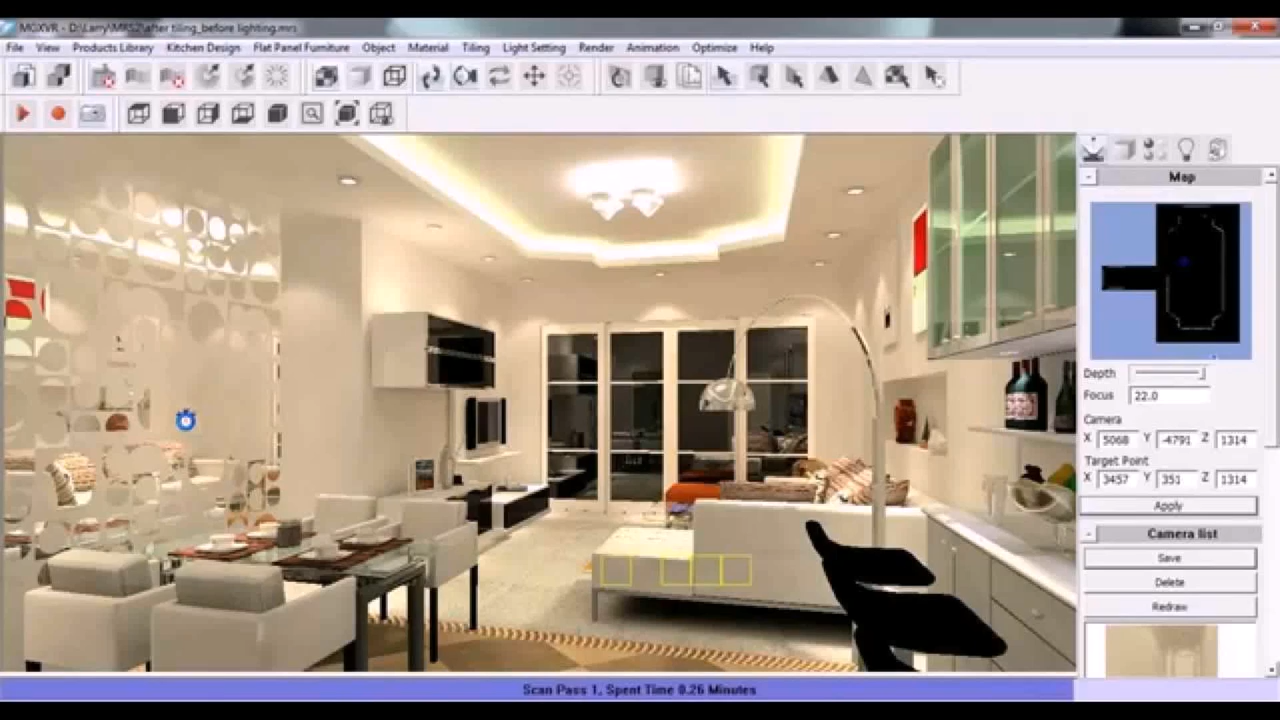 MGXVR - D:\Larry\MRS2\after tiling_before lighting.mrs
File View Products Library Kitchen Design Flat Panel Furniture Object Material Tiling Light Setting Render Animation Optimize Help
Map
Depth
Focus 22.0
Camera
X 5068 Y -4791 Z 1314
Target Point
X 3457 Y 351 Z 1314
Apply
Camera list
Save
Delete
Redraw
Scan Pass 1, Spent Time 0.26 Minutes